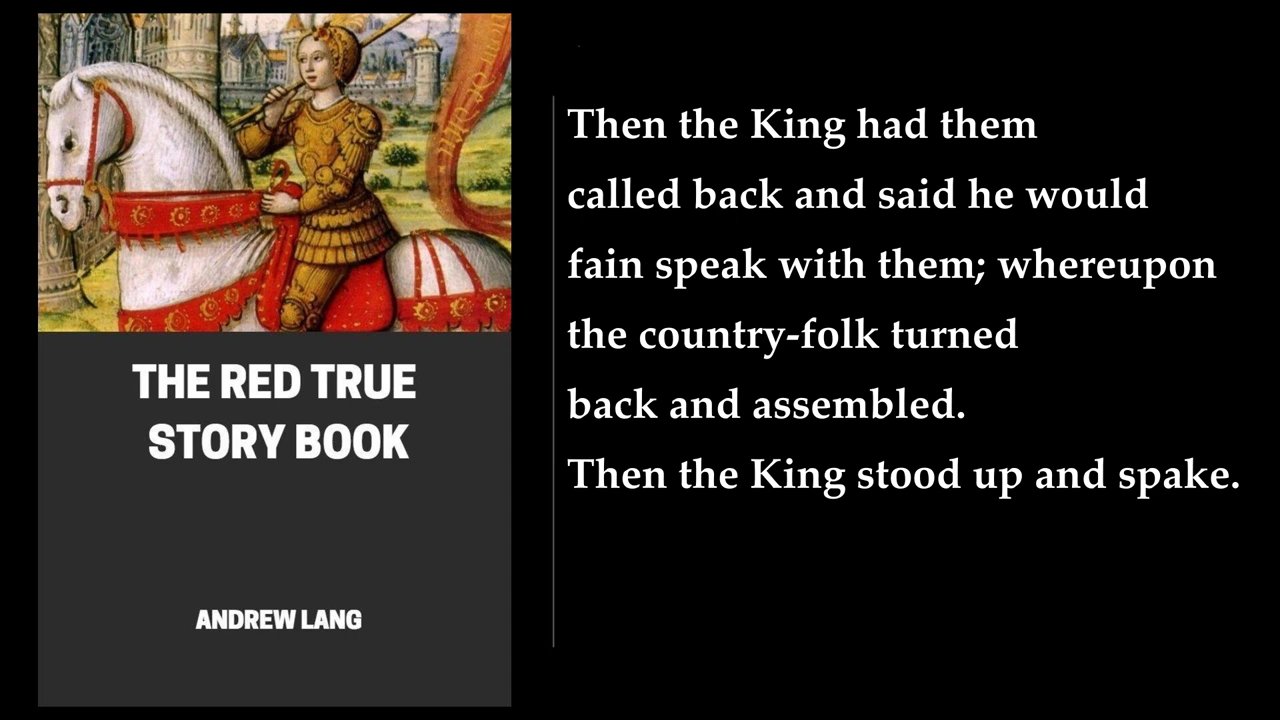 THE RED TRUE
STORY BOOK
ANDREW LANG
Then the King had them
called back and said he would
fain speak with them; whereupon
the country-folk turned
back and assembled.
Then the King stood up and spake.